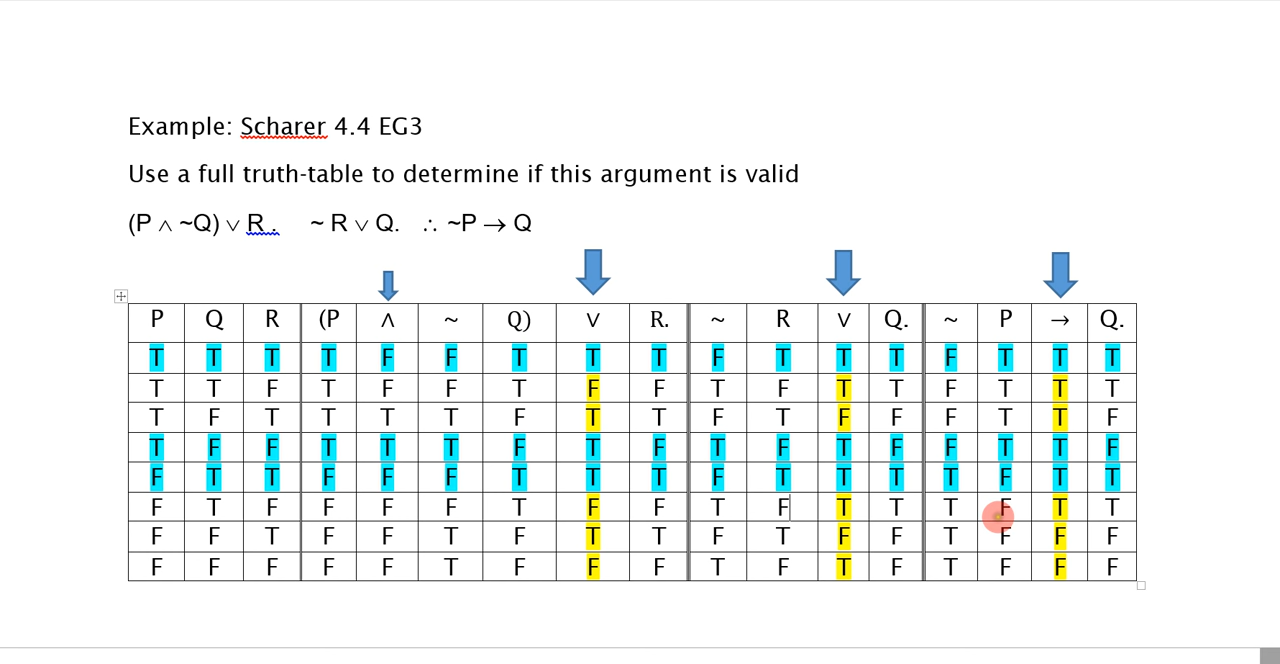 Example: Scharer 4.4 EG3
Use a full truth-table to determine if this argument is valid
(P ∧ ~Q) ∨ R . ~ R ∨ Q. ∴ ~P → Q
P Q R (P ∧ ~ Q) ∨ R. ~ R ∨ Q. ~ P → Q.
T T T T F F T T T F T T T F T T T
T T F T F F T F F T F T T F T T T
T F T T T T F T T F T F F F T T F
T F F T T T F T F T F T F F T T F
F T T F F F T T T F T T T T F T T
F T F F F F T F F T F T T T F T T
F F T F F T F T T F T F F T F F F
F F F F F T F F F T F T F T F F F